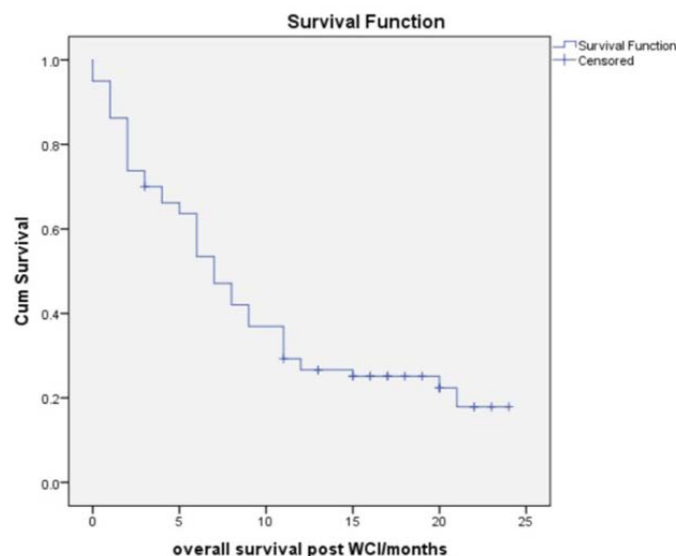 Survival Function
Survival Function
Censored
1.0
0.8
0.6
0.4
0.2
0.0
Cum Survival
0 5 10 15 20 25
overall survival post WCI/months